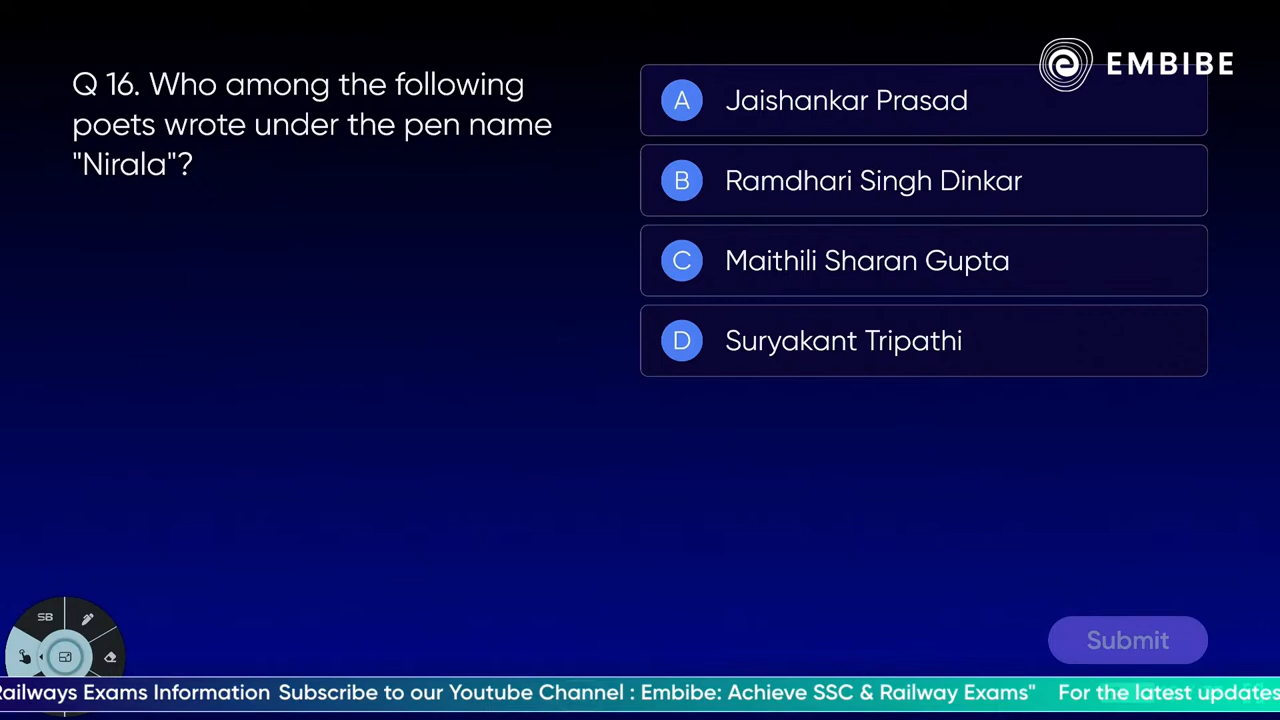 EMBIBE
Q 16. Who among the following
poets wrote under the pen name
"Nirala"?
A Jaishankar Prasad
B Ramdhari Singh Dinkar
C Maithili Sharan Gupta
D Suryakant Tripathi
SB
Submit
Railways Exams Information Subscribe to our Youtube Channel : Embibe: Achieve SSC & Railway Exams" For the latest updates